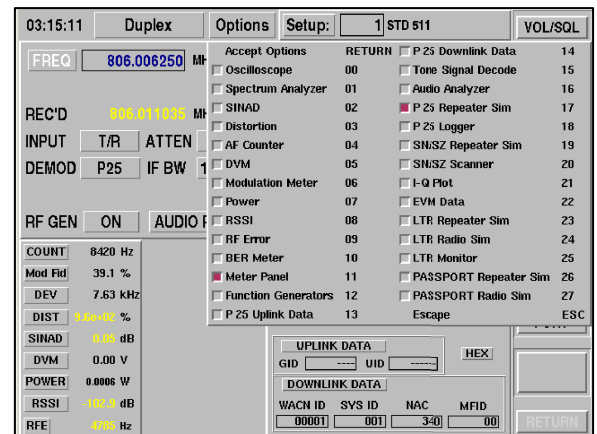 03:15:11 Duplex Options Setup: 1 STD 511 VOL/SQL
FREQ 806.006250 MH
REC'D 806.011035 MH
INPUT T/R ATTEN
DEMOD P25 IF BW 1
RF GEN ON AUDIO F
Accept Options RETURN
Oscilloscope 00
Spectrum Analyzer 01
SINAD 02
Distortion 03
AF Counter 04
DVM 05
Modulation Meter 06
Power 07
RSSI 08
RF Error 09
BER Meter 10
Meter Panel 11
Function Generators 12
P 25 Uplink Data 13
P 25 Downlink Data 14
Tone Signal Decode 15
Audio Analyzer 16
P 25 Repeater Sim 17
P 25 Logger 18
SN/SZ Repeater Sim 19
SN/SZ Scanner 20
I-Q Plot 21
EVM Data 22
LTR Repeater Sim 23
LTR Radio Sim 24
LTR Monitor 25
PASSPORT Repeater Sim 26
PASSPORT Radio Sim 27
Escape ESC
COUNT 8420 Hz
Mod Fid 39.1 %
DEV 7.63 kHz
DIST 9.6e+02 %
SINAD 0.05 dB
DVM 0.00 V
POWER 0.0006 W
RSSI -102.9 dB
RFE 4785 Hz
UPLINK DATA
GID ---- UID ------ HEX
DOWNLINK DATA
WACN ID SYS ID NAC MFID
00001 001 340 00
RETURN